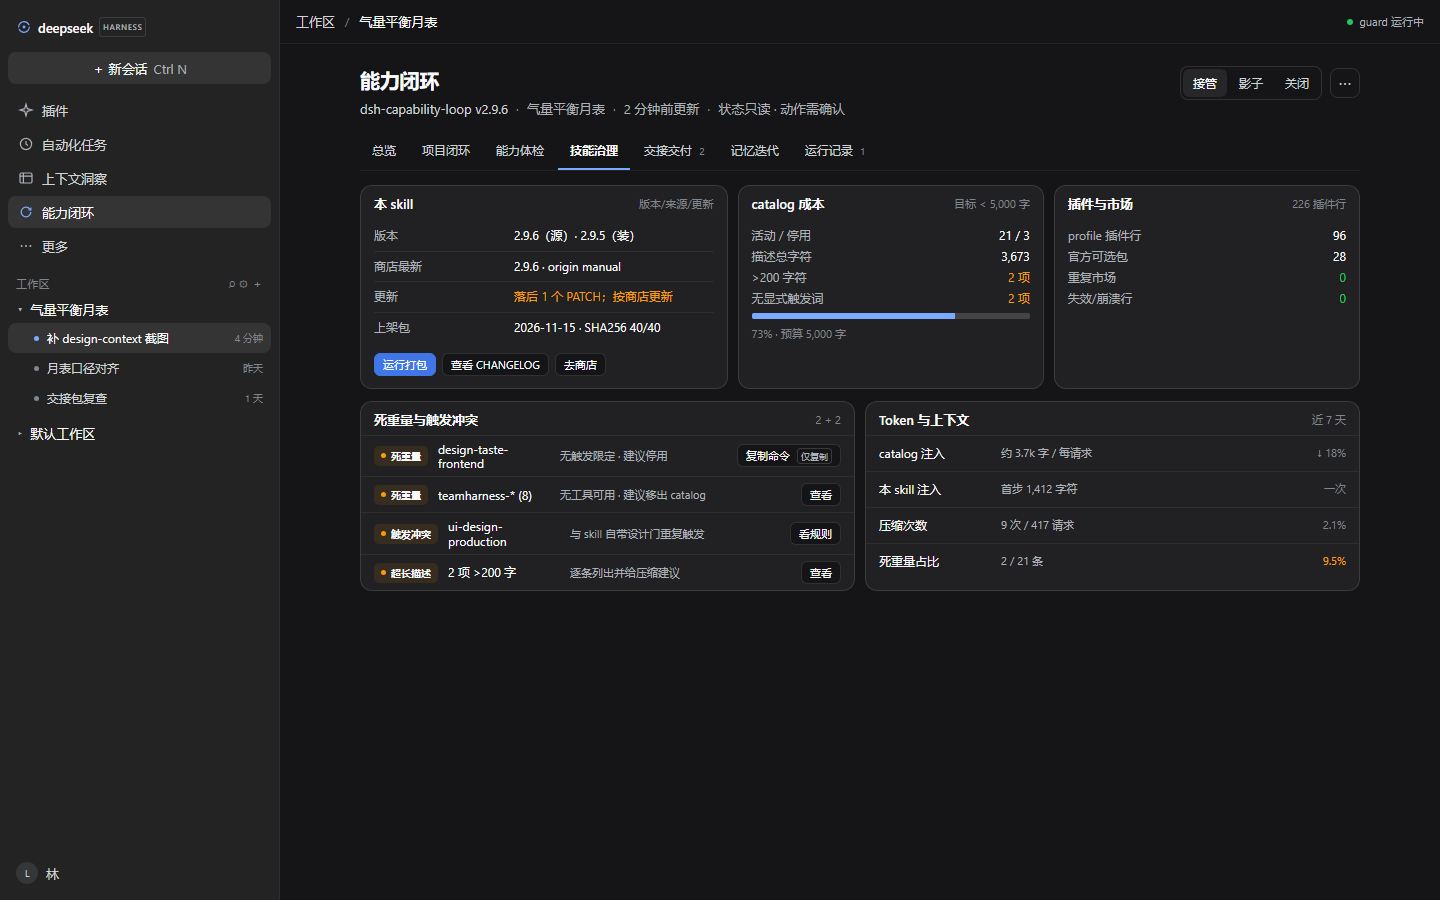 deepseek HARNESS
+ 新会话 Ctrl N
插件
自动化任务
上下文洞察
能力闭环
更多
工作区
气量平衡月表
补 design-context 截图 4 分钟
月表口径对齐 昨天
交接包复查 1 天
默认工作区
L 林
工作区 / 气量平衡月表
guard 运行中
能力闭环
dsh-capability-loop v2.9.6 · 气量平衡月表 · 2 分钟前更新 · 状态只读 · 动作需确认
接管 影子 关闭 ...
总览 项目闭环 能力体检 技能治理 交接交付 2 记忆迭代 运行记录 1
本 skill 版本/来源/更新
版本 2.9.6（源）· 2.9.5（装）
商店最新 2.9.6 · origin manual
更新 落后 1 个 PATCH；按商店更新
上架包 2026-11-15 · SHA256 40/40
运行打包 查看 CHANGELOG 去商店
catalog 成本 目标 < 5,000 字
活动 / 停用 21 / 3
描述总字符 3,673
>200 字符 2 项
无显式触发词 2 项
73% · 预算 5,000 字
插件与市场 226 插件行
profile 插件行 96
官方可选包 28
重复市场 0
失效/崩溃行 0
死重量与触发冲突 2 + 2
死重量 design-taste-frontend 无触发限定 · 建议停用 复制命令 仅复制
死重量 teamharness-* (8) 无工具可用 · 建议移出 catalog 查看
触发冲突 ui-design-production 与 skill 自带设计门重复触发 看规则
超长描述 2 项 >200 字 逐条列出并给压缩建议 查看
Token 与上下文 近 7 天
catalog 注入 约 3.7k 字 / 每请求 ↓ 18%
本 skill 注入 首步 1,412 字符 一次
压缩次数 9 次 / 417 请求 2.1%
死重量占比 2 / 21 条 9.5%